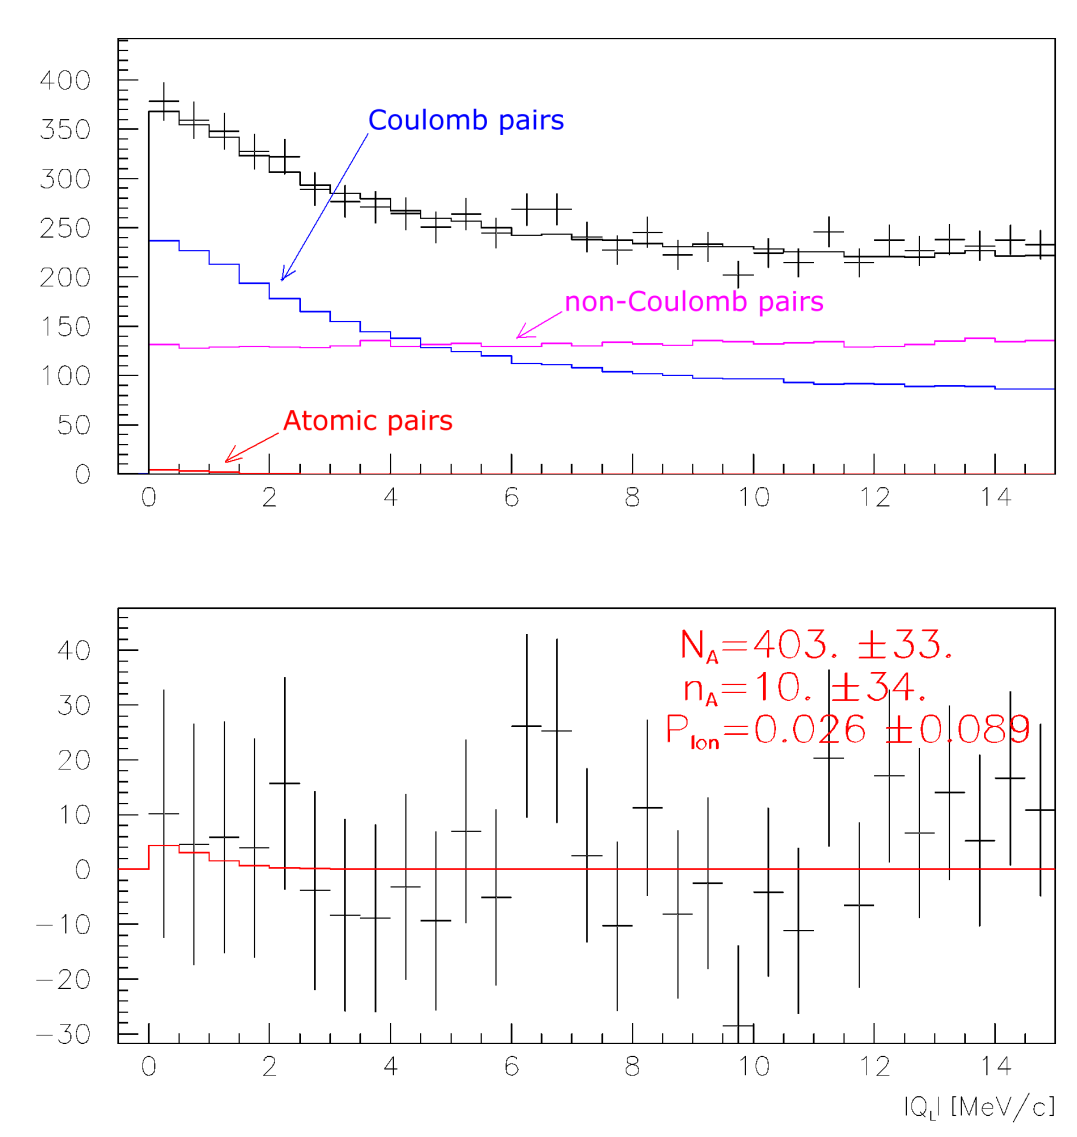 400
350
300
250
200
150
100
50
0
Coulomb pairs
non-Coulomb pairs
Atomic pairs
0 2 4 6 8 10 12 14
40
30
20
10
0
−10
−20
−30
N_A=403. ±33.
n_A=10. ±34.
P_Ion=0.026 ±0.089
0 2 4 6 8 10 12 14
|Q_L| [MeV/c]